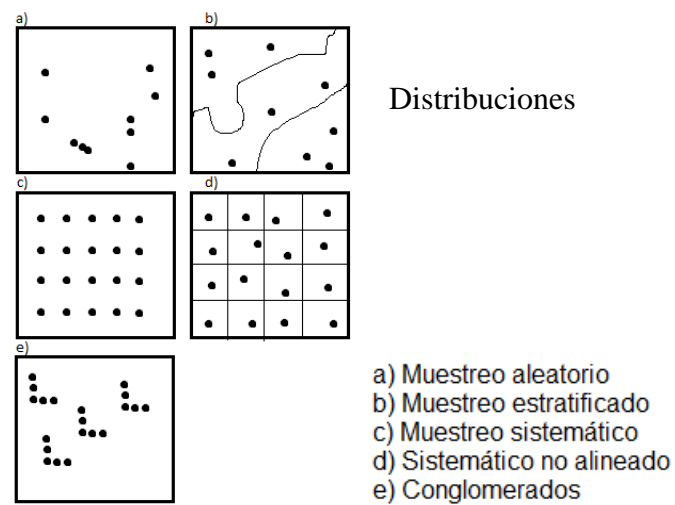 a)
b)
Distribuciones
c)
d)
e)
a) Muestreo aleatorio
b) Muestreo estratificado
c) Muestreo sistemático
d) Sistemático no alineado
e) Conglomerados